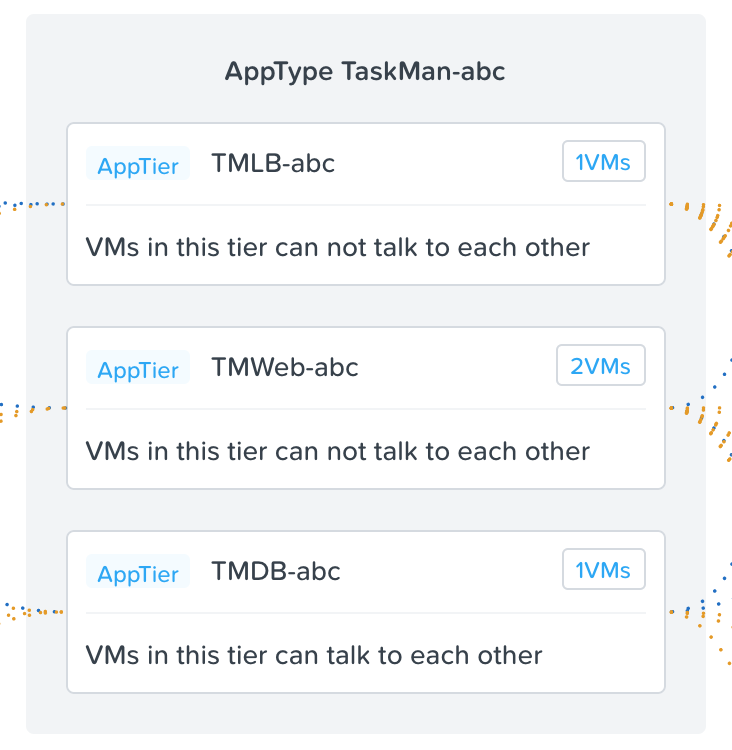 AppType TaskMan-abc
AppTier TMLB-abc 1VMs
VMs in this tier can not talk to each other
AppTier TMWeb-abc 2VMs
VMs in this tier can not talk to each other
AppTier TMDB-abc 1VMs
VMs in this tier can talk to each other